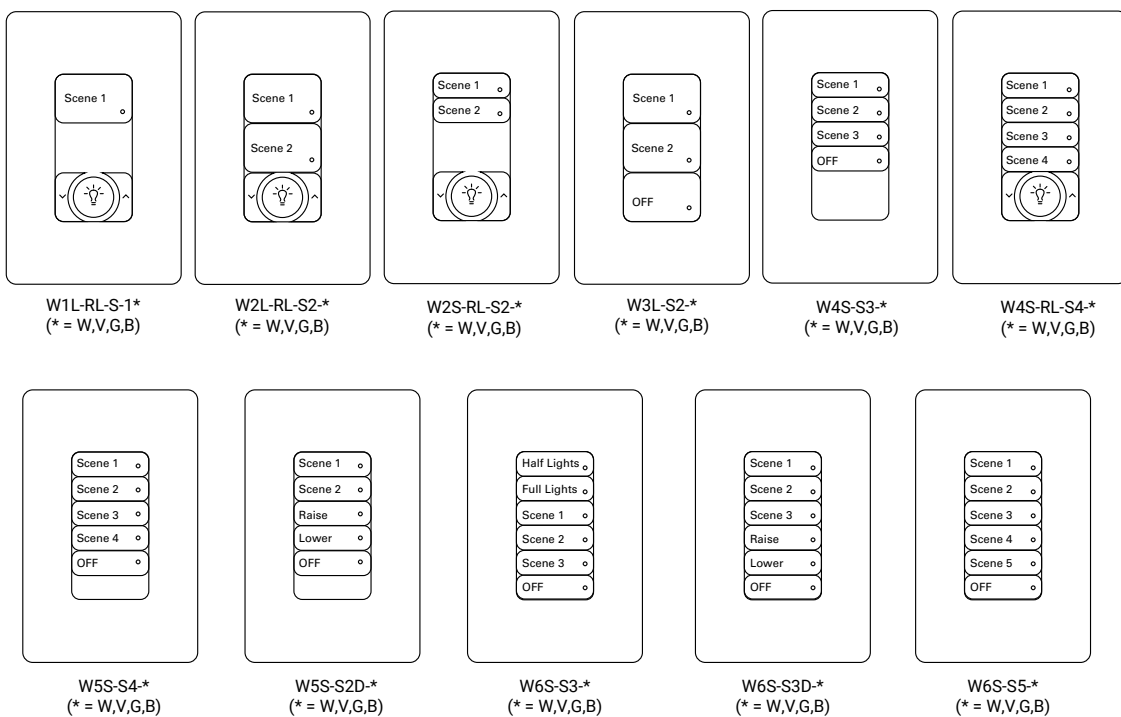 Scene 1
W1L-RL-S-1*
(* = W,V,G,B)
Scene 1
Scene 2
W2L-RL-S2-*
(* = W,V,G,B)
Scene 1
Scene 2
W2S-RL-S2-*
(* = W,V,G,B)
Scene 1
Scene 2
OFF
W3L-S2-*
(* = W,V,G,B)
Scene 1
Scene 2
Scene 3
OFF
W4S-S3-*
(* = W,V,G,B)
Scene 1
Scene 2
Scene 3
Scene 4
W4S-RL-S4-*
(* = W,V,G,B)
Scene 1
Scene 2
Scene 3
Scene 4
OFF
W5S-S4-*
(* = W,V,G,B)
Scene 1
Scene 2
Raise
Lower
OFF
W5S-S2D-*
(* = W,V,G,B)
Half Lights
Full Lights
Scene 1
Scene 2
Scene 3
OFF
W6S-S3-*
(* = W,V,G,B)
Scene 1
Scene 2
Scene 3
Raise
Lower
OFF
W6S-S3D-*
(* = W,V,G,B)
Scene 1
Scene 2
Scene 3
Scene 4
Scene 5
OFF
W6S-S5-*
(* = W,V,G,B)